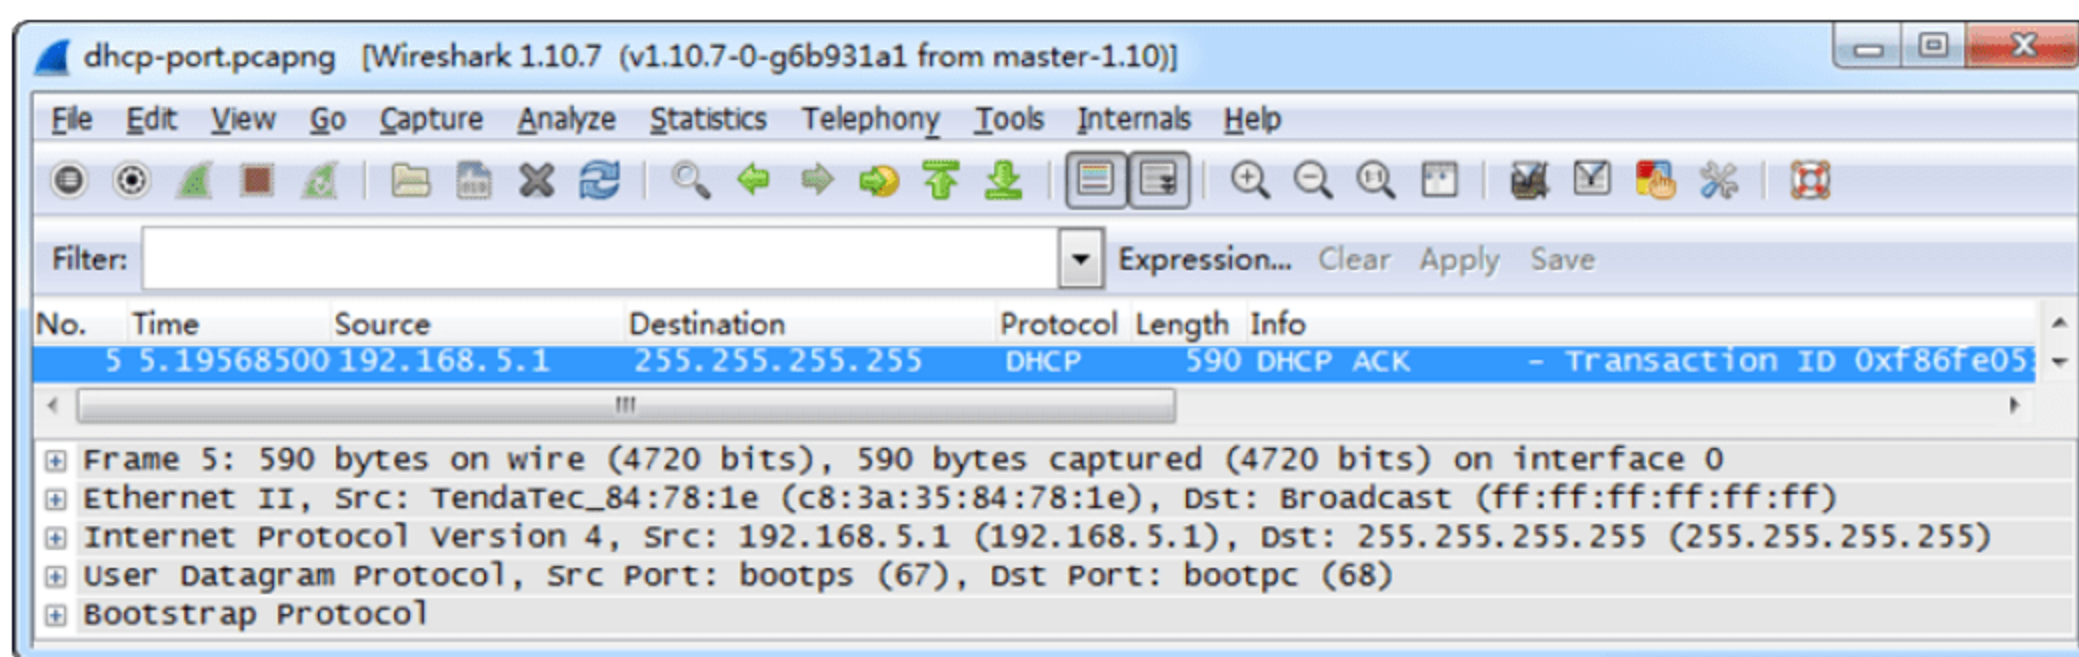 dhcp-port.pcapng [Wireshark 1.10.7 (v1.10.7-0-g6b931a1 from master-1.10)]
File Edit View Go Capture Analyze Statistics Telephony Tools Internals Help
Filter: Expression... Clear Apply Save
No. Time Source Destination Protocol Length Info
5 5.19568500 192.168.5.1 255.255.255.255 DHCP 590 DHCP ACK - Transaction ID 0xf86fe05
Frame 5: 590 bytes on wire (4720 bits), 590 bytes captured (4720 bits) on interface 0
Ethernet II, Src: TendaTec_84:78:1e (c8:3a:35:84:78:1e), Dst: Broadcast (ff:ff:ff:ff:ff:ff)
Internet Protocol Version 4, Src: 192.168.5.1 (192.168.5.1), Dst: 255.255.255.255 (255.255.255.255)
User Datagram Protocol, Src Port: bootps (67), Dst Port: bootpc (68)
Bootstrap Protocol